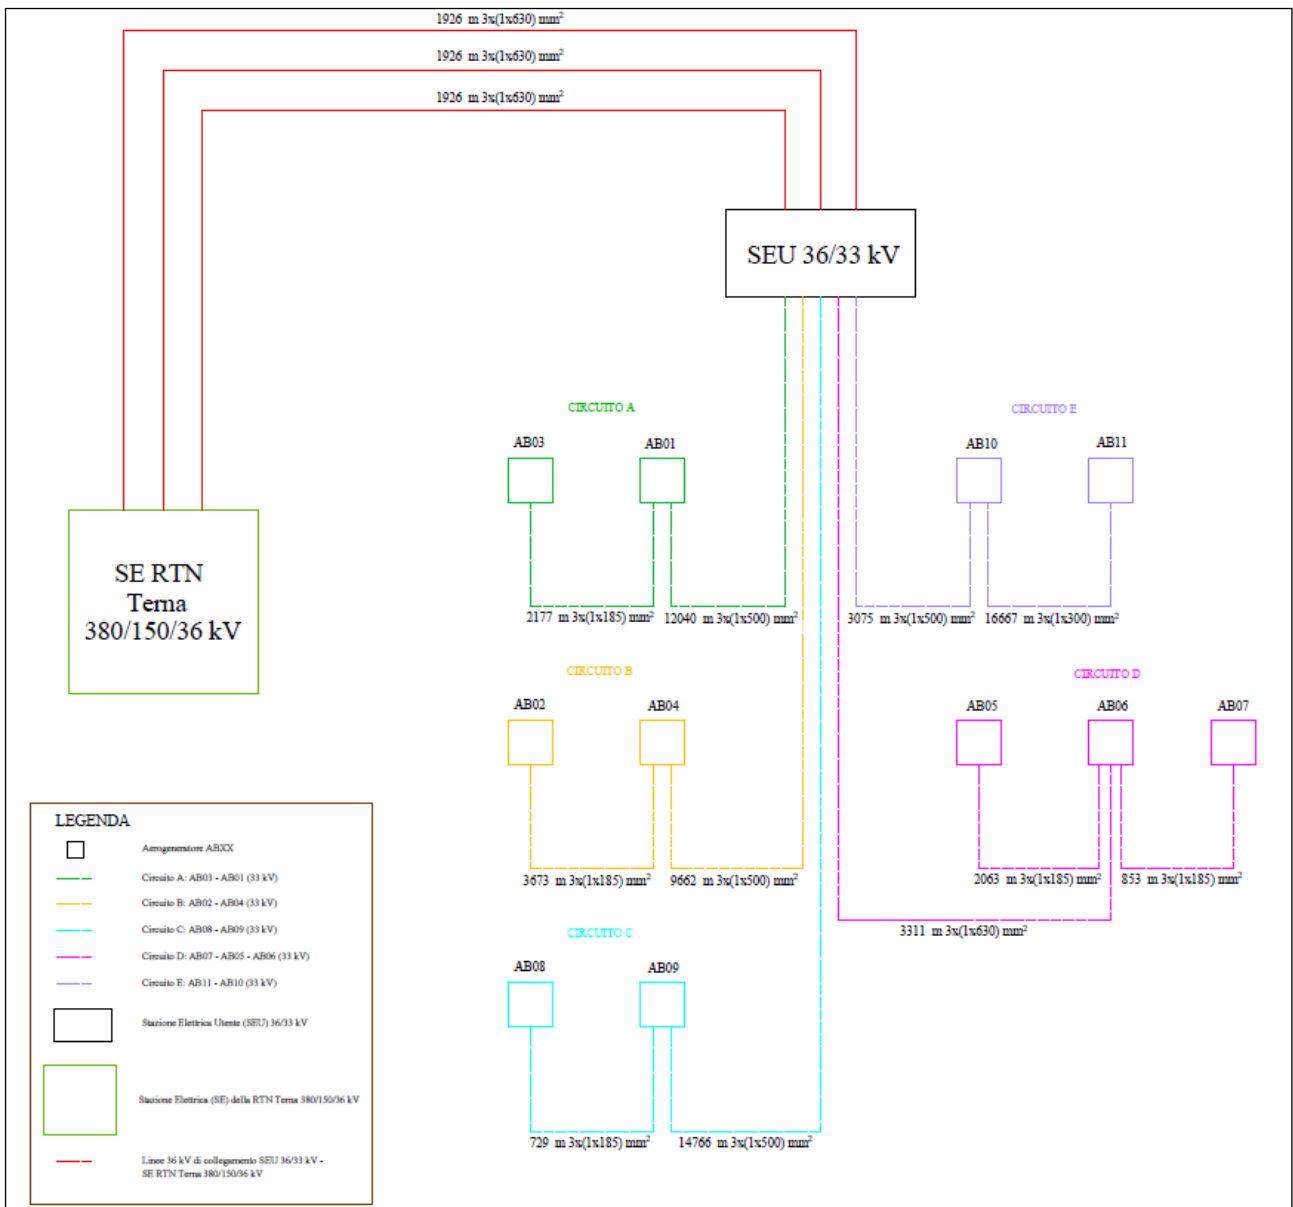 1926 m 3x(1x630) mm²
1926 m 3x(1x630) mm²
1926 m 3x(1x630) mm²
SEU 36/33 kV
CIRCUITO A
CIRCUITO E
AB03
AB01
AB10
AB11
SE RTN
Terna
380/150/36 kV
2177 m 3x(1x185) mm²
12040 m 3x(1x500) mm²
3075 m 3x(1x500) mm²
16667 m 3x(1x300) mm²
CIRCUITO B
CIRCUITO D
AB02
AB04
AB05
AB06
AB07
3673 m 3x(1x185) mm²
9662 m 3x(1x500) mm²
2063 m 3x(1x185) mm²
853 m 3x(1x185) mm²
3311 m 3x(1x630) mm²
CIRCUITO C
AB08
AB09
729 m 3x(1x185) mm²
14766 m 3x(1x500) mm²
LEGENDA
Aerogeneratore ABXX
Circuito A: AB03 - AB01 (33 kV)
Circuito B: AB02 - AB04 (33 kV)
Circuito C: AB08 - AB09 (33 kV)
Circuito D: AB07 - AB05 - AB06 (33 kV)
Circuito E: AB11 - AB10 (33 kV)
Stazione Elettrica Utente (SEU) 36/33 kV
Stazione Elettrica (SE) della RTN Terna 380/150/36 kV
Linee 36 kV di collegamento SEU 36/33 kV -
SE RTN Terna 380/150/36 kV